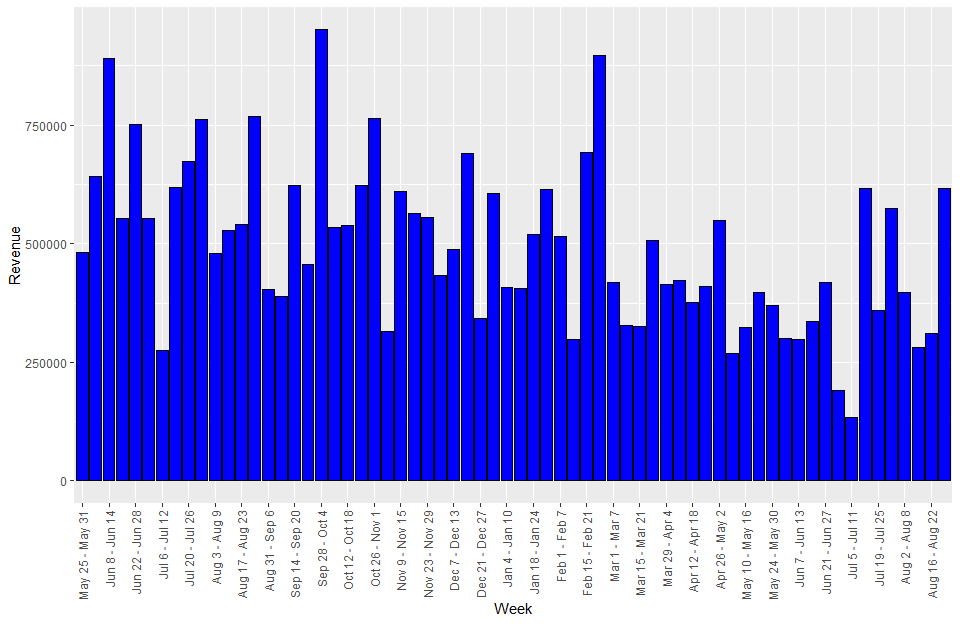 Revenue
750000
500000
250000
0
May 25 - May 31
Jun 8 - Jun 14
Jun 22 - Jun 28
Jul 6 - Jul 12
Jul 20 - Jul 26
Aug 3 - Aug 9
Aug 17 - Aug 23
Aug 31 - Sep 6
Sep 14 - Sep 20
Sep 28 - Oct 4
Oct 12 - Oct 18
Oct 26 - Nov 1
Nov 9 - Nov 15
Nov 23 - Nov 29
Dec 7 - Dec 13
Dec 21 - Dec 27
Jan 4 - Jan 10
Jan 18 - Jan 24
Feb 1 - Feb 7
Feb 15 - Feb 21
Mar 1 - Mar 7
Mar 15 - Mar 21
Mar 29 - Apr 4
Apr 12 - Apr 18
Apr 26 - May 2
May 10 - May 16
May 24 - May 30
Jun 7 - Jun 13
Jun 21 - Jun 27
Jul 5 - Jul 11
Jul 19 - Jul 25
Aug 2 - Aug 8
Aug 16 - Aug 22
Week